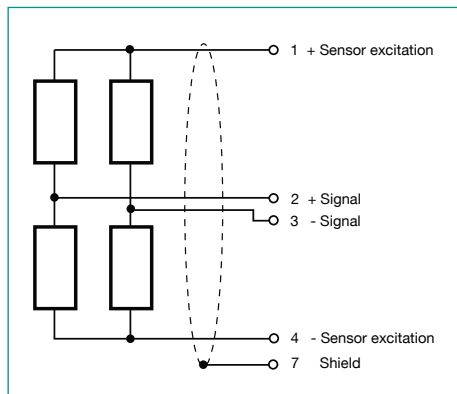 1 + Sensor excitation
2 + Signal
3 - Signal
4 - Sensor excitation
7 Shield